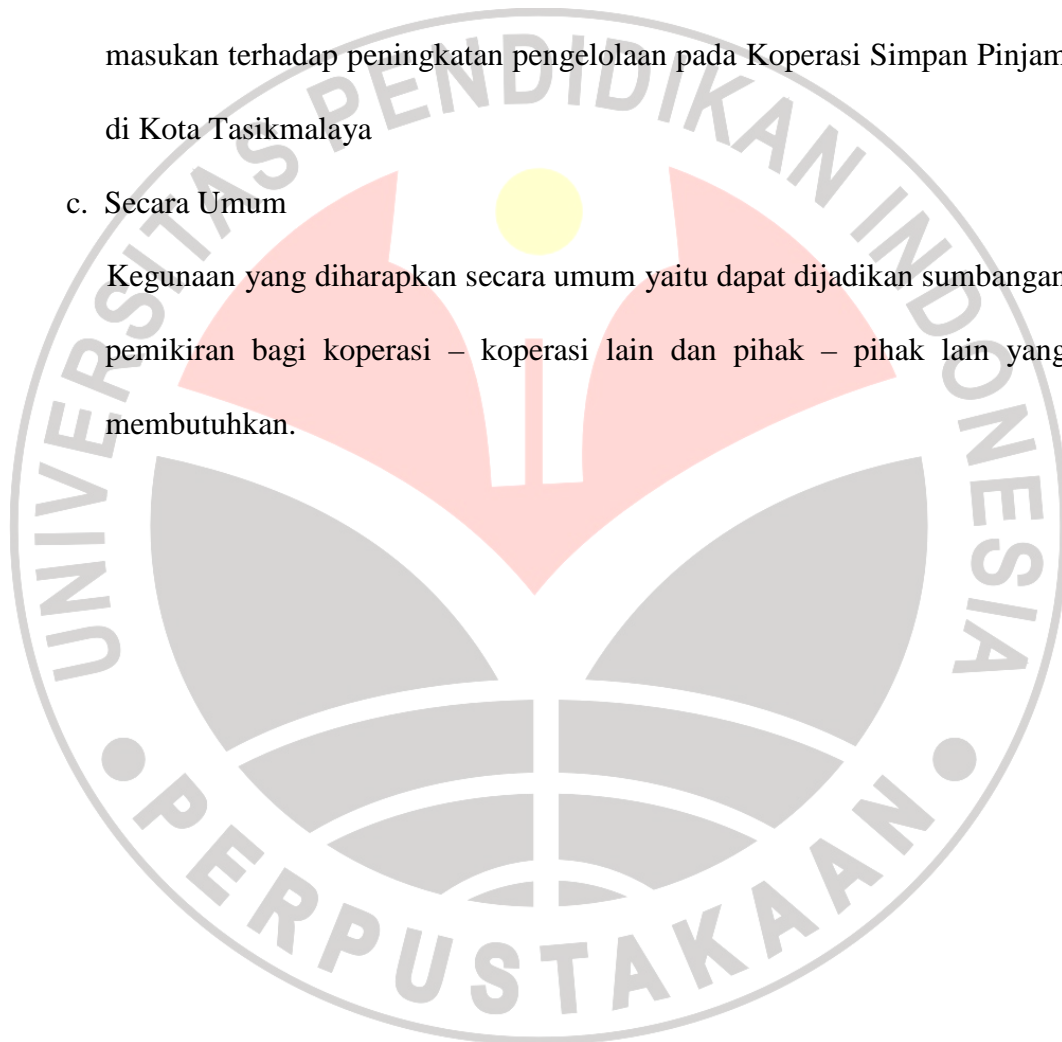 masukan terhadap peningkatan pengelolaan pada Koperasi Simpan Pinjam
di Kota Tasikmalaya
c. Secara Umum
Kegunaan yang diharapkan secara umum yaitu dapat dijadikan sumbangan
pemikiran bagi koperasi – koperasi lain dan pihak – pihak lain yang
membutuhkan.
UNIVERSITAS PENDIDIKAN INDONESIA
PERPUSTAKAAN